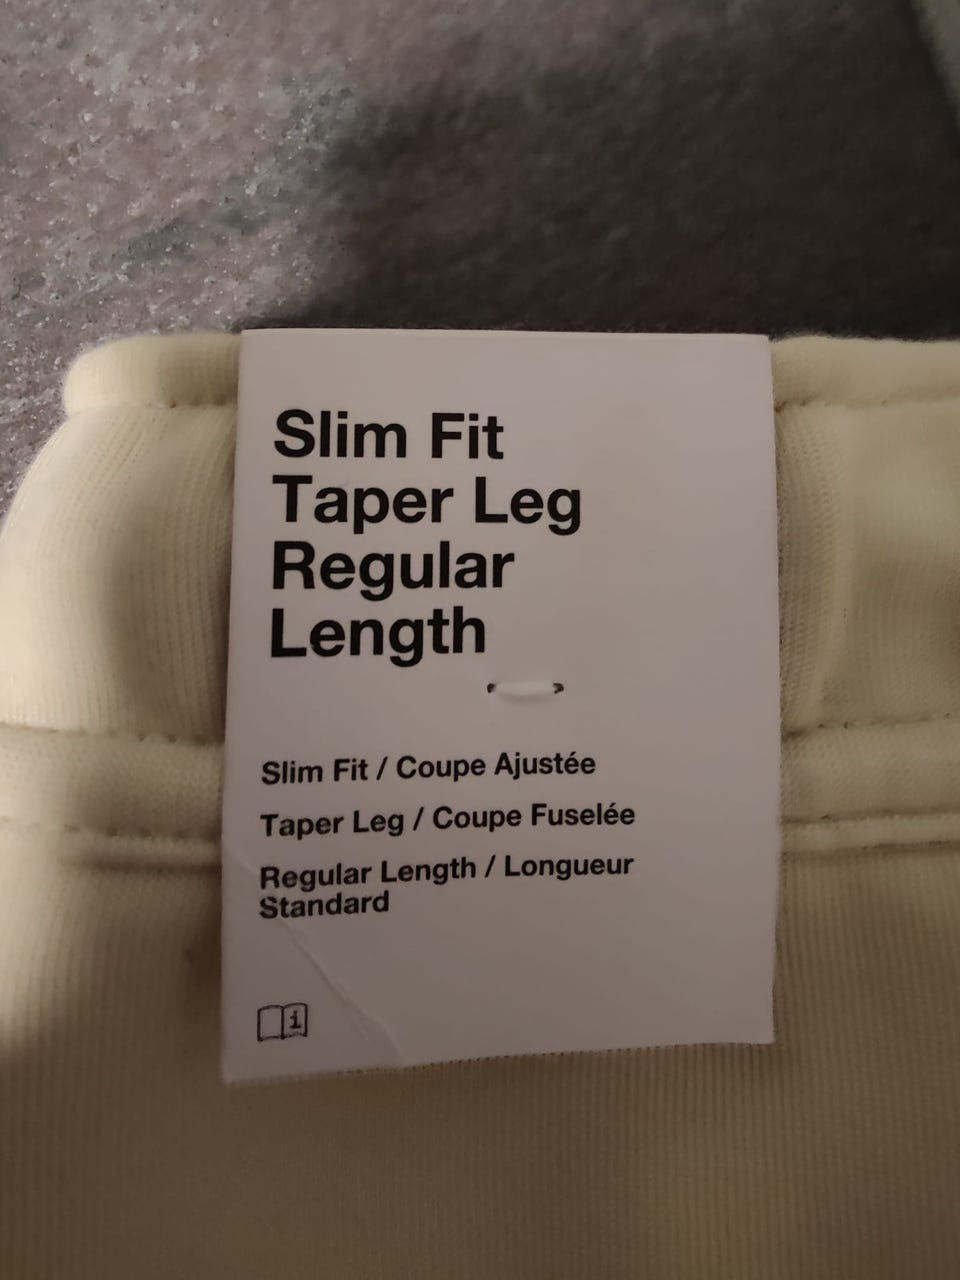 Slim Fit
Taper Leg
Regular
Length
Slim Fit / Coupe Ajustée
Taper Leg / Coupe Fuselée
Regular Length / Longueur
Standard
i